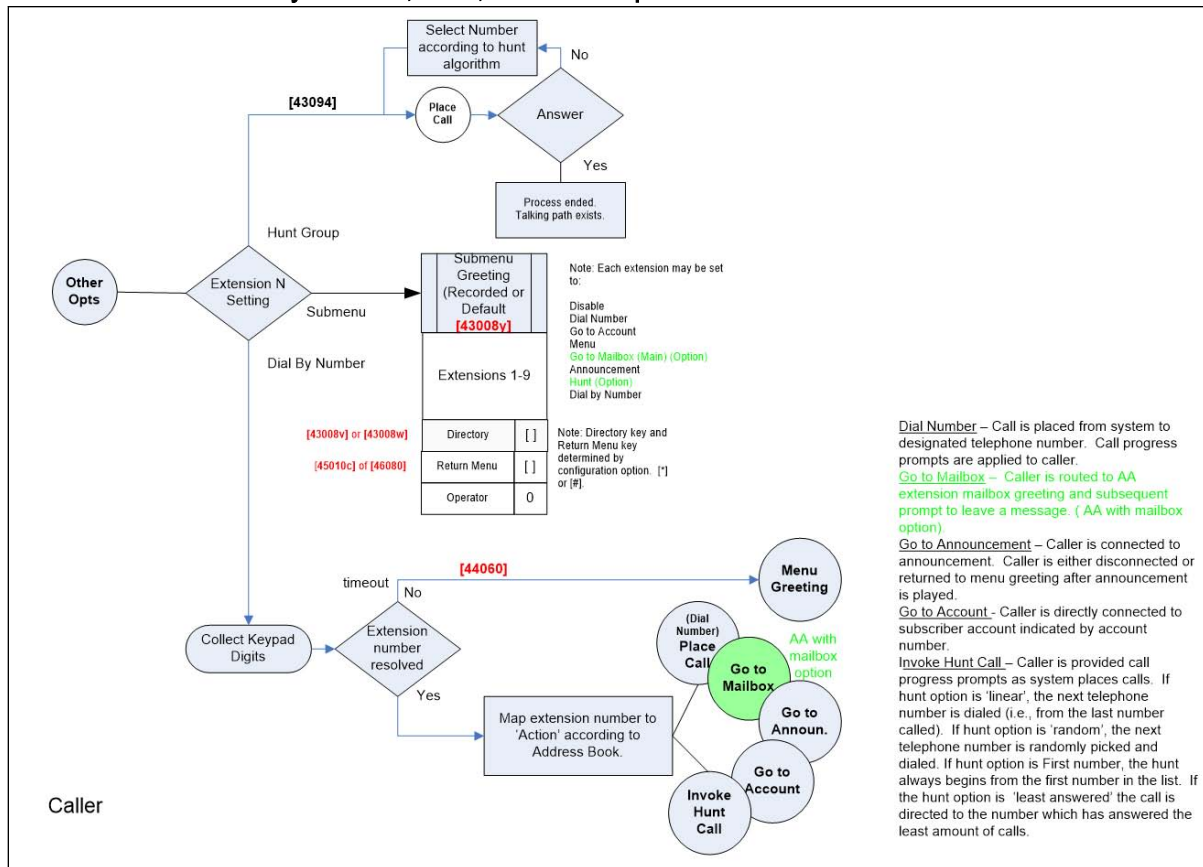 Select Number
according to hunt
algorithm
No
[43094]
Place
Call
Answer
Yes
Process ended.
Talking path exists.
Hunt Group
Other
Opts
Extension N
Setting
Submenu
Dial By Number
Submenu
Greeting
(Recorded or
Default
[43008y]
Extensions 1-9
[43008v] or [43008w]
Directory
[ ]
[45010c] of [46080]
Return Menu
[ ]
Operator
0
Note: Each extension may be set
to:
Disable
Dial Number
Go to Account
Menu
Go to Mailbox (Main) (Option)
Announcement
Hunt (Option)
Dial by Number
Note: Directory key and
Return Menu key
determined by
configuration option. [*]
or [#].
timeout
No
[44060]
Menu
Greeting
Collect Keypad
Digits
Extension
number
resolved
Yes
Map extension number to
'Action' according to
Address Book.
(Dial
Number)
Place
Call
Go to
Mailbox
AA with
mailbox
option
Go to
Announ.
Go to
Account
Invoke
Hunt
Call
Caller
Dial Number – Call is placed from system to
designated telephone number. Call progress
prompts are applied to caller.
Go to Mailbox – Caller is routed to AA
extension mailbox greeting and subsequent
prompt to leave a message. ( AA with mailbox
option).
Go to Announcement – Caller is connected to
announcement. Caller is either disconnected or
returned to menu greeting after announcement
is played.
Go to Account - Caller is directly connected to
subscriber account indicated by account
number.
Invoke Hunt Call – Caller is provided call
progress prompts as system places calls. If
hunt option is 'linear', the next telephone
number is dialed (i.e., from the last number
called). If hunt option is 'random', the next
telephone number is randomly picked and
dialed. If hunt option is First number, the hunt
always begins from the first number in the list. If
the hunt option is 'least answered' the call is
directed to the number which has answered the
least amount of calls.